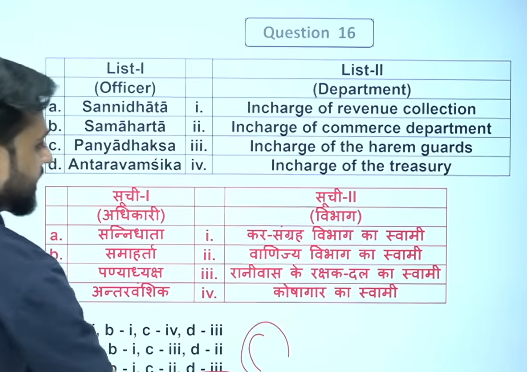 Question 16
List-I List-II
(Officer) (Department)
a. Sannidhātā i. Incharge of revenue collection
b. Samāhartā ii. Incharge of commerce department
c. Panyādhaksa iii. Incharge of the harem guards
d. Antaravamśika iv. Incharge of the treasury
सूची-I सूची-II
(अधिकारी) (विभाग)
a. सन्निधाता i. कर-संग्रह विभाग का स्वामी
b. समाहर्ता ii. वाणिज्य विभाग का स्वामी
पण्याध्यक्ष iii. रानीवास के रक्षक-दल का स्वामी
अन्तरवंशिक iv. कोषागार का स्वामी
, b - i, c - iv, d - iii
b - i, c - iii, d - ii
b - i, c - ii, d - iii